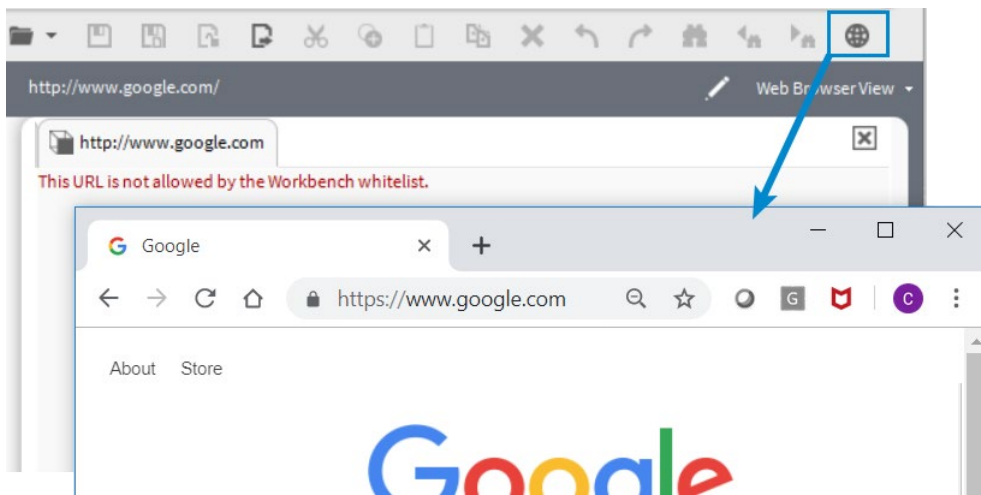 http://www.google.com/
Web Browser View
http://www.google.com
This URL is not allowed by the Workbench whitelist.
G Google
https://www.google.com
G
C
About Store
Google